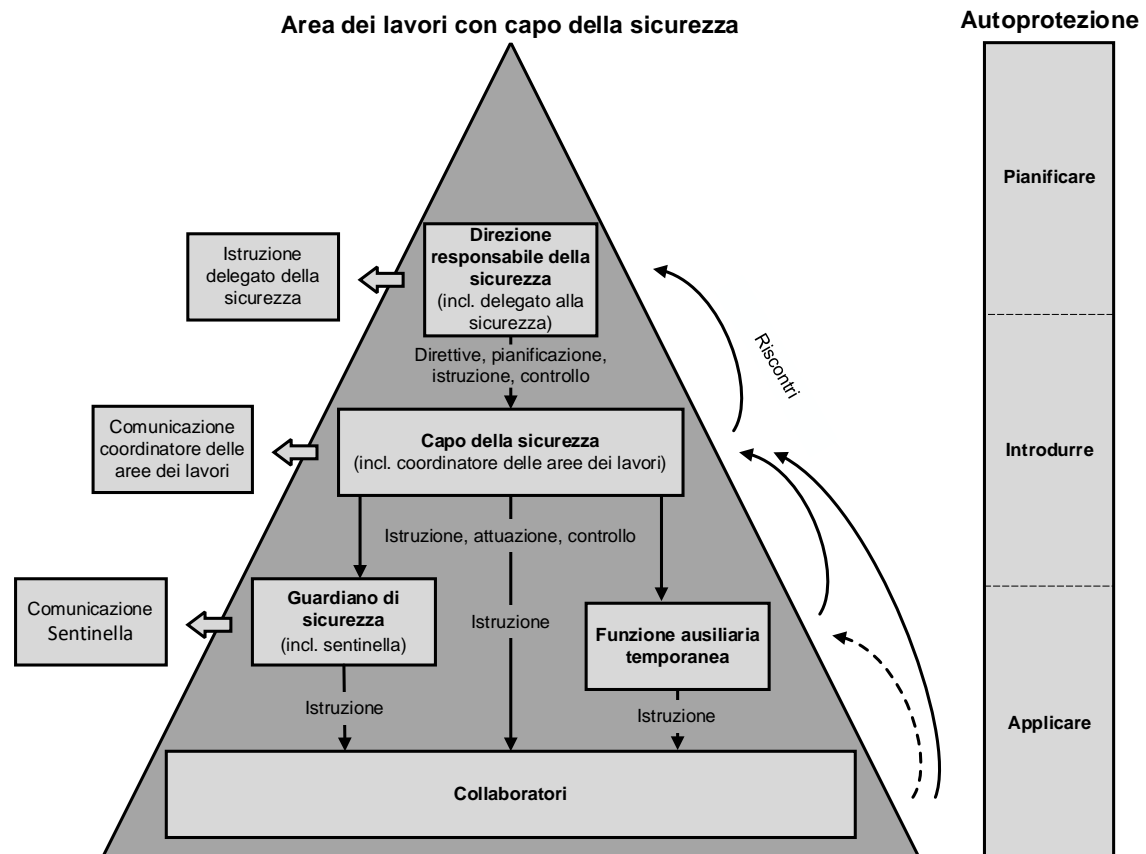 Area dei lavori con capo della sicurezza
Autoprotezione
Pianificare
Direzione
responsabile della
sicurezza
(incl. delegato alla
sicurezza)
Istruzione
delegato della
sicurezza
Direttive, pianificazione,
istruzione, controllo
Riscontri
Comunicazione
coordinatore delle
aree dei lavori
Capo della sicurezza
(incl. coordinatore delle aree dei lavori)
Introdurre
Istruzione, attuazione, controllo
Comunicazione
Sentinella
Guardiano di
sicurezza
(incl. sentinella)
Istruzione
Funzione ausiliaria
temporanea
Istruzione
Istruzione
Applicare
Collaboratori